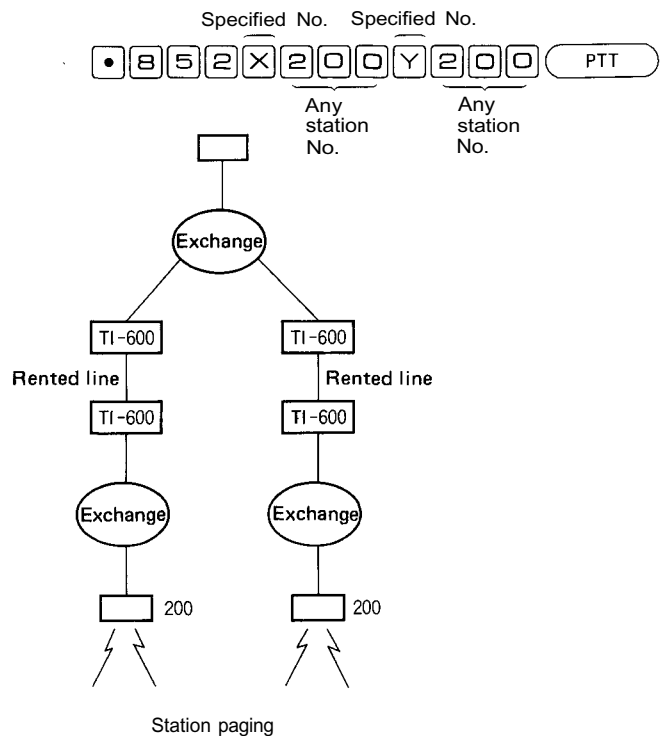 Specified No. Specified No.
• 8 5 2 X 2 0 0 Y 2 0 0 PTT
Any station No. Any station No.
Exchange
TI-600 TI-600
Rented line Rented line
TI-600 TI-600
Exchange Exchange
200 200
Station paging